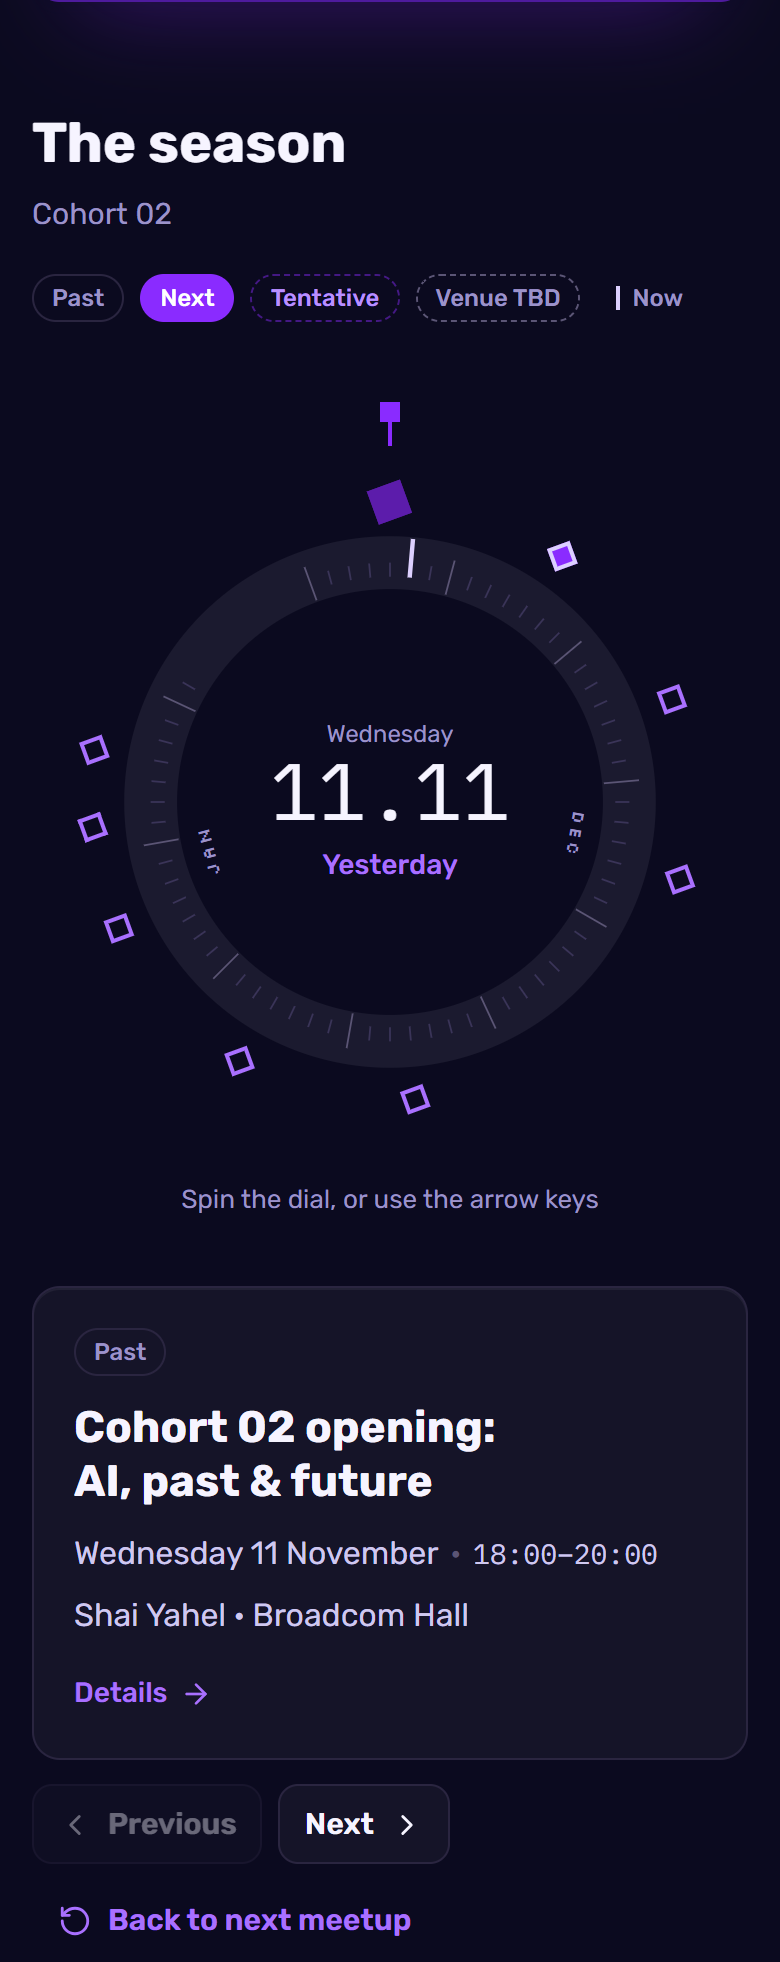 The season
Cohort 02
Past Next Tentative Venue TBD Now
Wednesday
11.11
Yesterday
JAN
DEC
Spin the dial, or use the arrow keys
Past
Cohort 02 opening:
AI, past & future
Wednesday 11 November • 18:00–20:00
Shai Yahel • Broadcom Hall
Details →
Previous Next
Back to next meetup